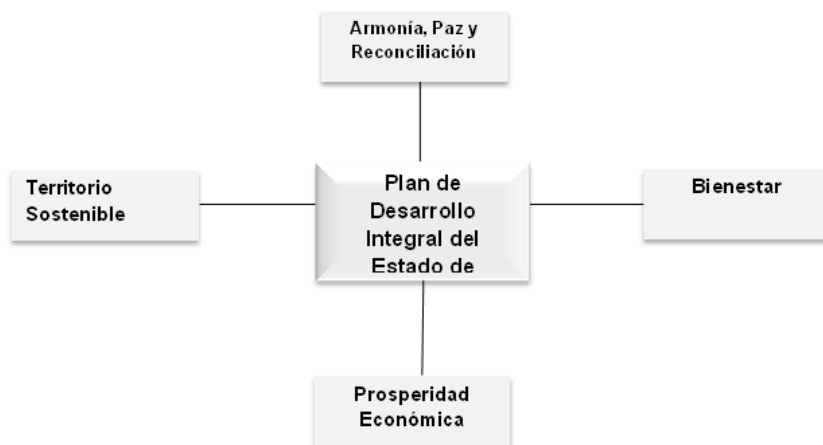 Armonía, Paz y
Reconciliación
Territorio
Sostenible
Plan de
Desarrollo
Integral del
Estado de
Bienestar
Prosperidad
Económica